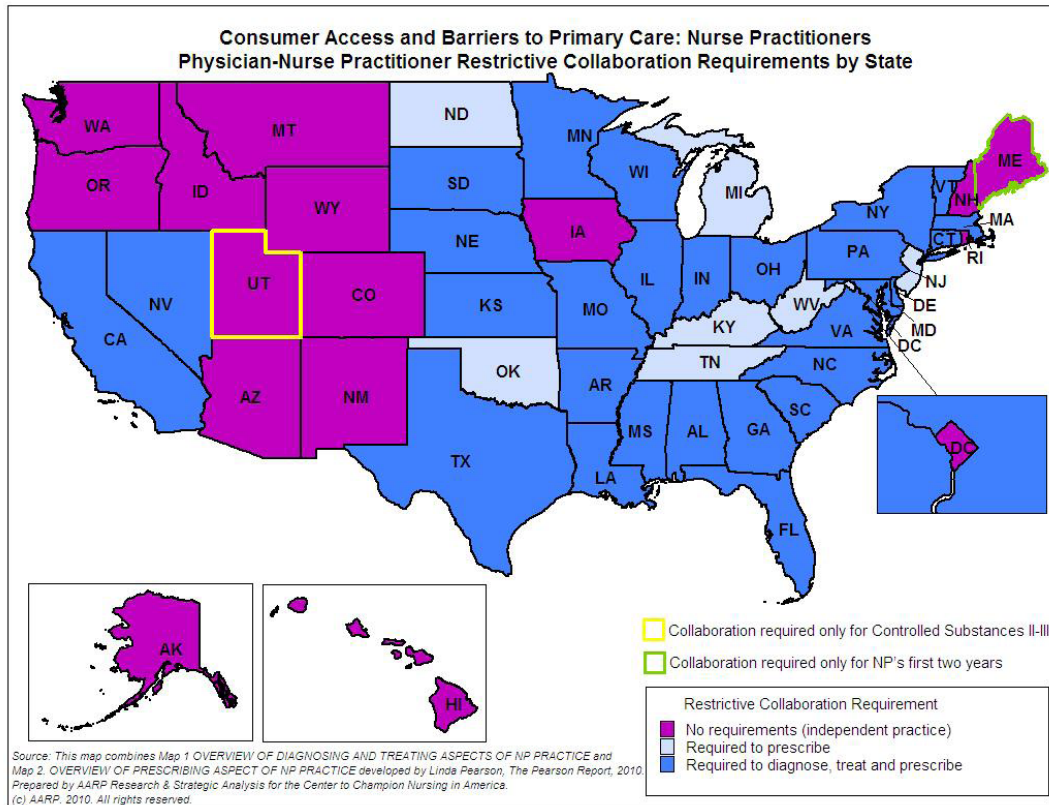 Consumer Access and Barriers to Primary Care: Nurse Practitioners
Physician-Nurse Practitioner Restrictive Collaboration Requirements by State
WA
MT
ND
MN
ME
OR
ID
SD
WI
MI
VT
NH
WY
NY
MA
IA
NE
CT
RI
PA
UT
IL
IN
OH
NJ
NV
CO
DE
KS
MO
WV
MD
CA
KY
VA
DC
TN
NC
OK
AR
AZ
NM
SC
MS
AL
GA
DC
TX
LA
FL
AK
HI
Collaboration required only for Controlled Substances II-III
Collaboration required only for NP's first two years
Restrictive Collaboration Requirement
No requirements (independent practice)
Required to prescribe
Required to diagnose, treat and prescribe
Source: This map combines Map 1 OVERVIEW OF DIAGNOSING AND TREATING ASPECTS OF NP PRACTICE and
Map 2. OVERVIEW OF PRESCRIBING ASPECT OF NP PRACTICE developed by Linda Pearson, The Pearson Report, 2010.
Prepared by AARP Research & Strategic Analysis for the Center to Champion Nursing in America.
(c) AARP. 2010. All rights reserved.